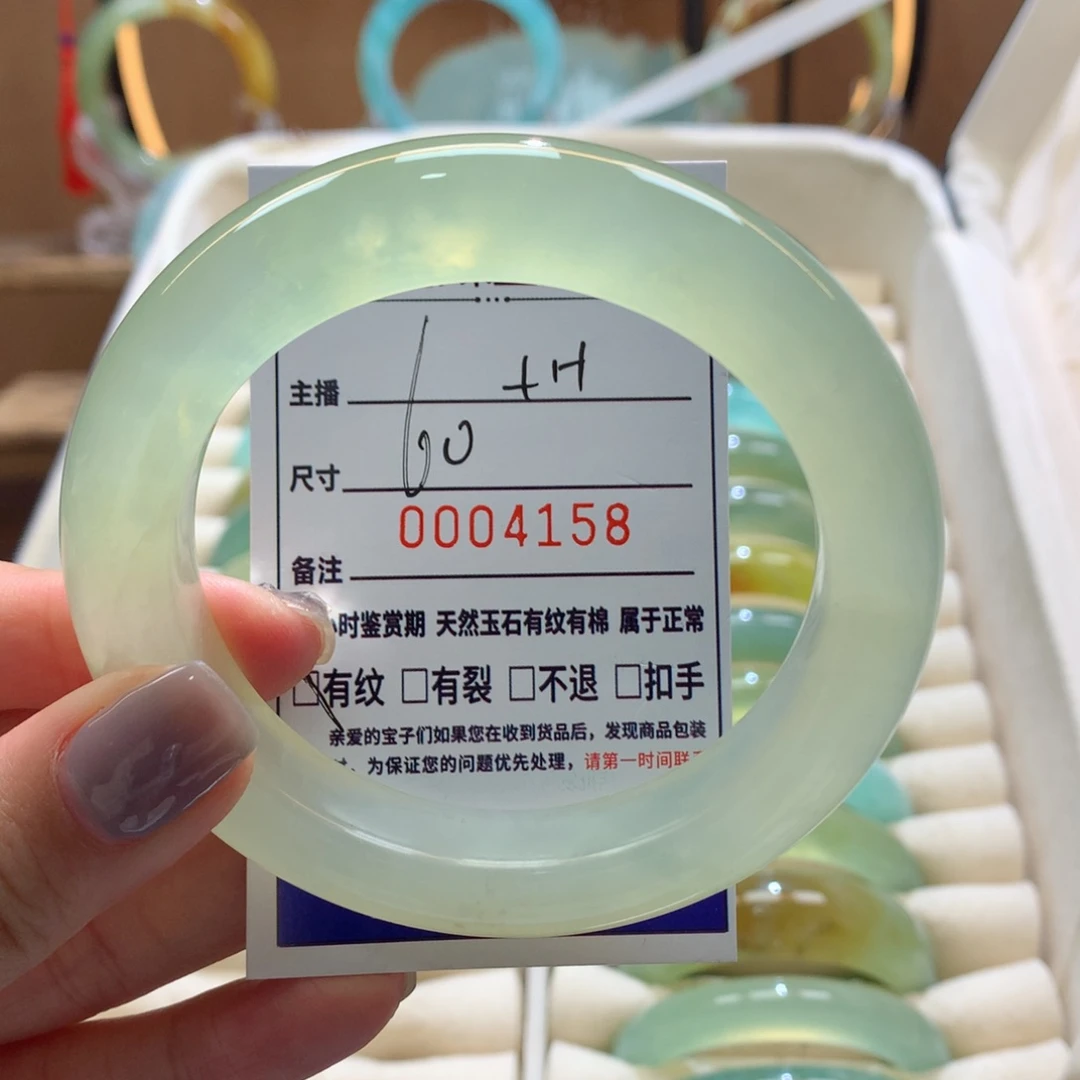 主播 +H
尺寸 60
0004158
备注
小时鉴赏期 天然玉石有纹有棉 属于正常
□有纹 □有裂 □不退 □扣手
亲爱的宝子们如果您在收到货品后，发现商品包装
为保证您的问题优先处理，请第一时间联系